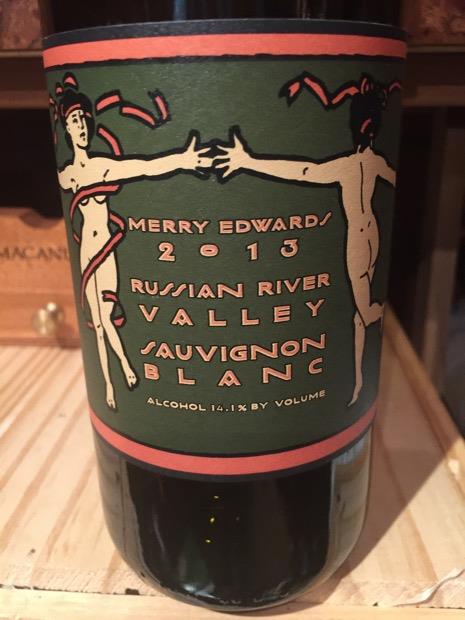 MERRY EDWARDS
2013
RUSSIAN RIVER
VALLEY
SAUVIGNON
BLANC
ALCOHOL 14.1% BY VOLUME